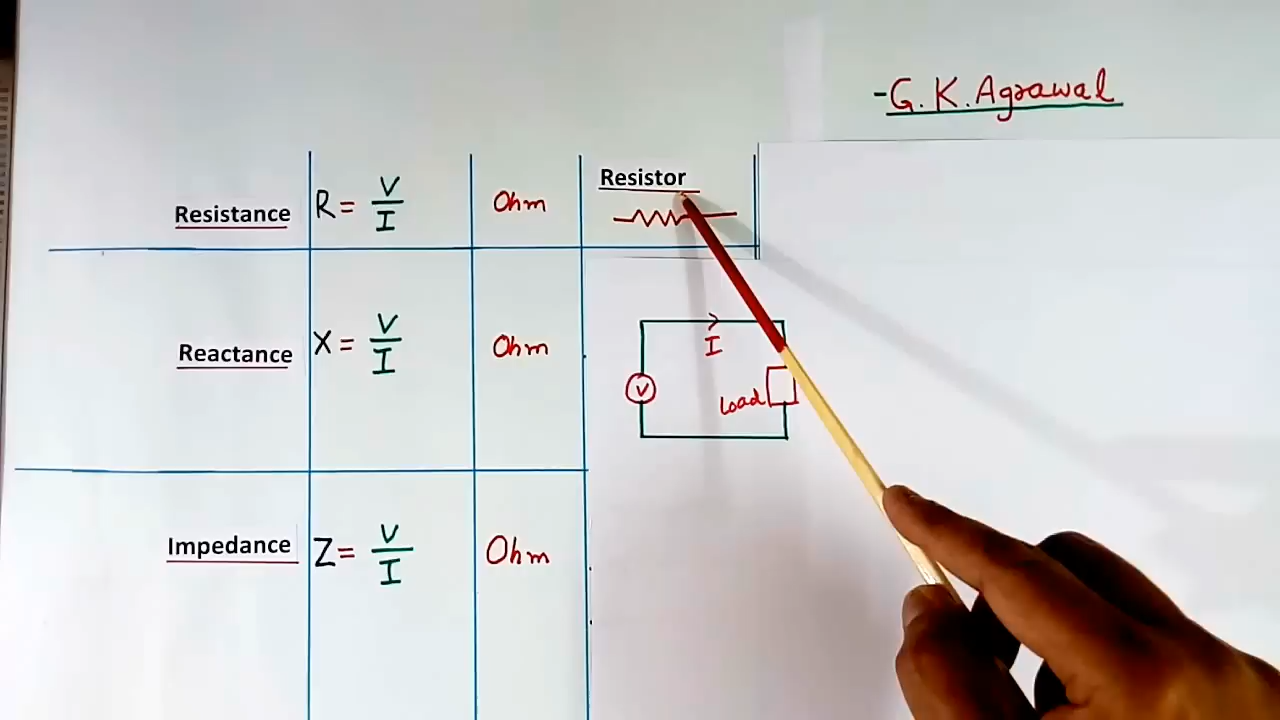 -G. K. Agrawal
Resistance R = V/I Ohm Resistor
Reactance X = V/I Ohm
I
V
Load
Impedance Z = V/I Ohm